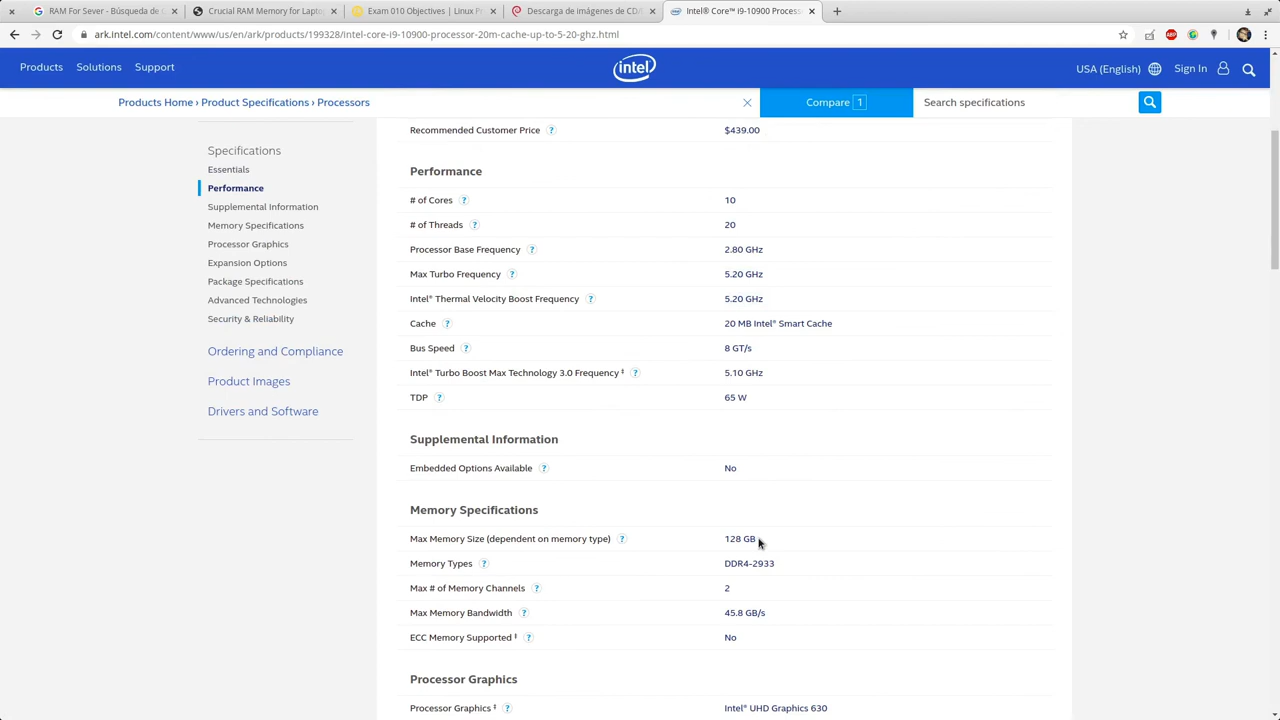 RAM For Sever - Búsqueda de G
Crucial RAM Memory for Lapto
Exam 010 Objectives | Linux Pr
Descarga de imágenes de CD/
Intel® Core™ i9-10900 Process
ark.intel.com/content/www/us/en/ark/products/199328/intel-core-i9-10900-processor-20m-cache-up-to-5-20-ghz.html
ABP
Products
Solutions
Support
intel
USA (English)
Sign In
Products Home › Product Specifications › Processors
Compare 1
Search specifications
Specifications
Essentials
Performance
Supplemental Information
Memory Specifications
Processor Graphics
Expansion Options
Package Specifications
Advanced Technologies
Security & Reliability
Ordering and Compliance
Product Images
Drivers and Software
Recommended Customer Price ? $439.00
Performance
# of Cores ? 10
# of Threads ? 20
Processor Base Frequency ? 2.80 GHz
Max Turbo Frequency ? 5.20 GHz
Intel® Thermal Velocity Boost Frequency ? 5.20 GHz
Cache ? 20 MB Intel® Smart Cache
Bus Speed ? 8 GT/s
Intel® Turbo Boost Max Technology 3.0 Frequency ‡ ? 5.10 GHz
TDP ? 65 W
Supplemental Information
Embedded Options Available ? No
Memory Specifications
Max Memory Size (dependent on memory type) ? 128 GB
Memory Types ? DDR4-2933
Max # of Memory Channels ? 2
Max Memory Bandwidth ? 45.8 GB/s
ECC Memory Supported ‡ ? No
Processor Graphics
Processor Graphics ‡ ? Intel® UHD Graphics 630